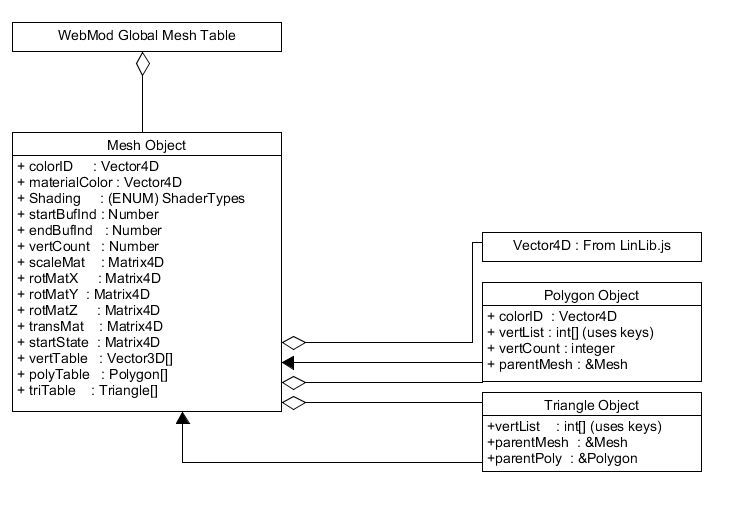 WebMod Global Mesh Table
Mesh Object
+ colorID : Vector4D
+ materialColor : Vector4D
+ Shading : (ENUM) ShaderTypes
+ startBufInd : Number
+ endBufInd : Number
+ vertCount : Number
+ scaleMat : Matrix4D
+ rotMatX : Matrix4D
+ rotMatY : Matrix4D
+ rotMatZ : Matrix4D
+ transMat : Matrix4D
+ startState : Matrix4D
+ vertTable : Vector3D[]
+ polyTable : Polygon[]
+ triTable : Triangle[]
Vector4D : From LinLib.js
Polygon Object
+ colorID : Vector4D
+ vertList : int[] (uses keys)
+ vertCount : integer
+ parentMesh : &Mesh
Triangle Object
+vertList : int[] (uses keys)
+parentMesh : &Mesh
+parentPoly : &Polygon